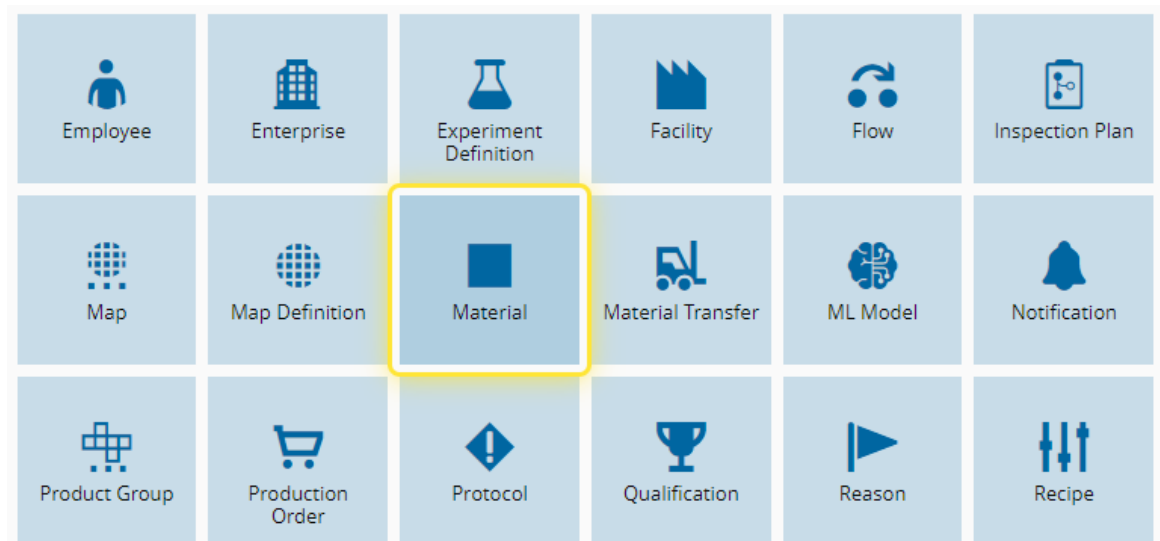 Employee
Enterprise
Experiment
Definition
Facility
Flow
Inspection Plan
Map
Map Definition
Material
Material Transfer
ML Model
Notification
Product Group
Production
Order
Protocol
Qualification
Reason
Recipe